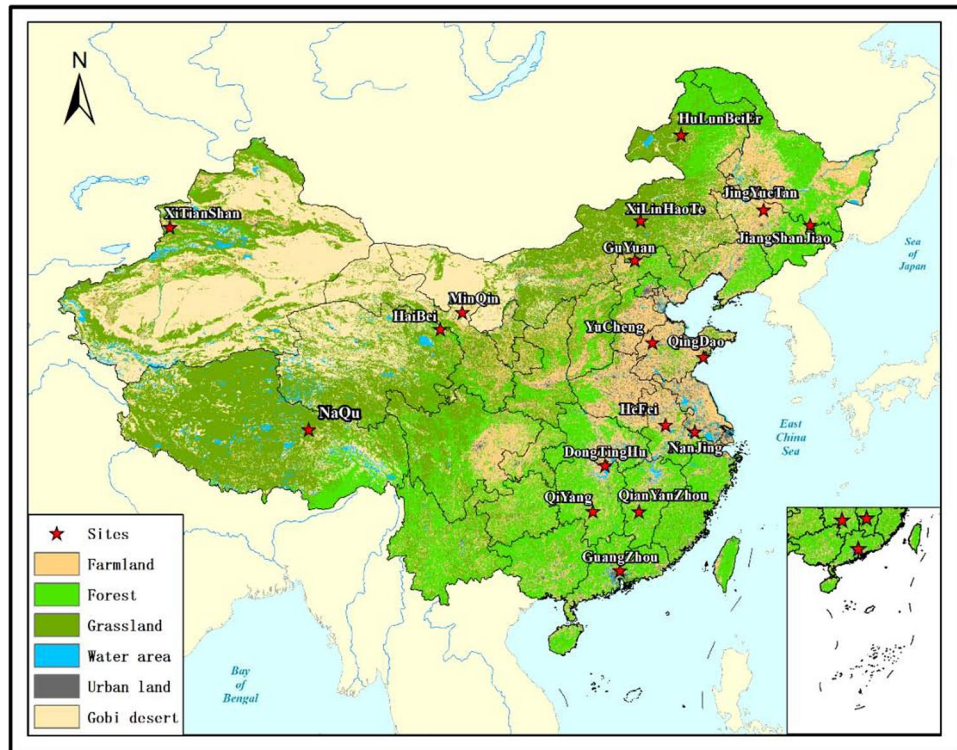 N
HuLunBeiEr
JingYueTan
XiTianShan
XiLinHaoTe
JiangShanJiao
Sea
of
Japan
GuYuan
MinQin
HaiBei
YuCheng
QingDao
NaQu
HeFei
East
China
Sea
NanJing
DongTingHu
QiYang
QianYanZhou
GuangZhou
Sites
Farmland
Forest
Grassland
Water area
Urban land
Gobi desert
Bay
of
Bengal